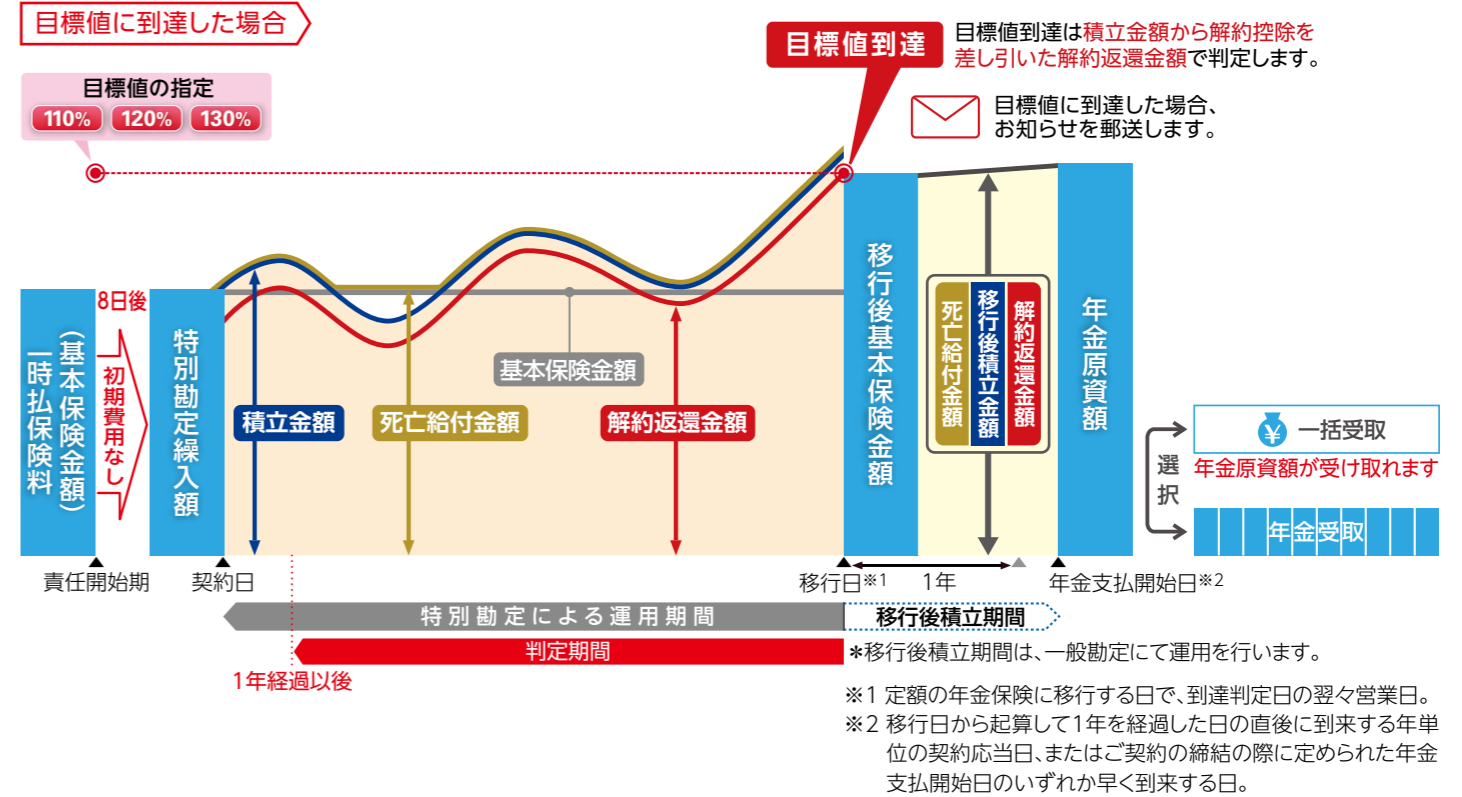 目標値に到達した場合
目標値の指定
110% 120% 130%
目標値到達
目標値到達は積立金額から解約控除を
差し引いた解約返還金額で判定します。
目標値に到達した場合、
お知らせを郵送します。
一時払保険料
（基本保険金額）
8日後
初期費用なし
特別勘定繰入額
積立金額
死亡給付金額
基本保険金額
解約返還金額
移行後基本保険金額
死亡給付金額
移行後積立金額
解約返還金額
年金原資額
選択
¥ 一括受取
年金原資額が受け取れます
年金受取
責任開始期
契約日
移行日※1
1年
年金支払開始日※2
特別勘定による運用期間
移行後積立期間
判定期間
1年経過以後
＊移行後積立期間は、一般勘定にて運用を行います。
※1 定額の年金保険に移行する日で、到達判定日の翌々営業日。
※2 移行日から起算して1年を経過した日の直後に到来する年単
位の契約応当日、またはご契約の締結の際に定められた年金
支払開始日のいずれか早く到来する日。